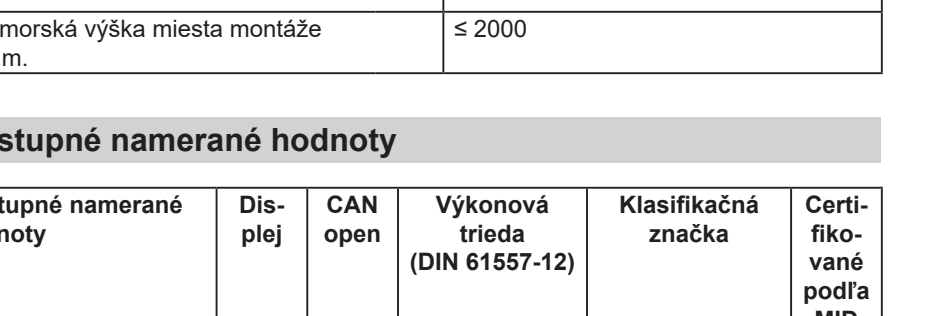 morská výška miesta montáže ≤ 2000
m.
stupné namerané hodnoty
tupné namerané Dis- CAN Výkonová Klasifikačná Certi-
noty plej open trieda značka fiko-
(DIN 61557-12) vané
podľa
MID